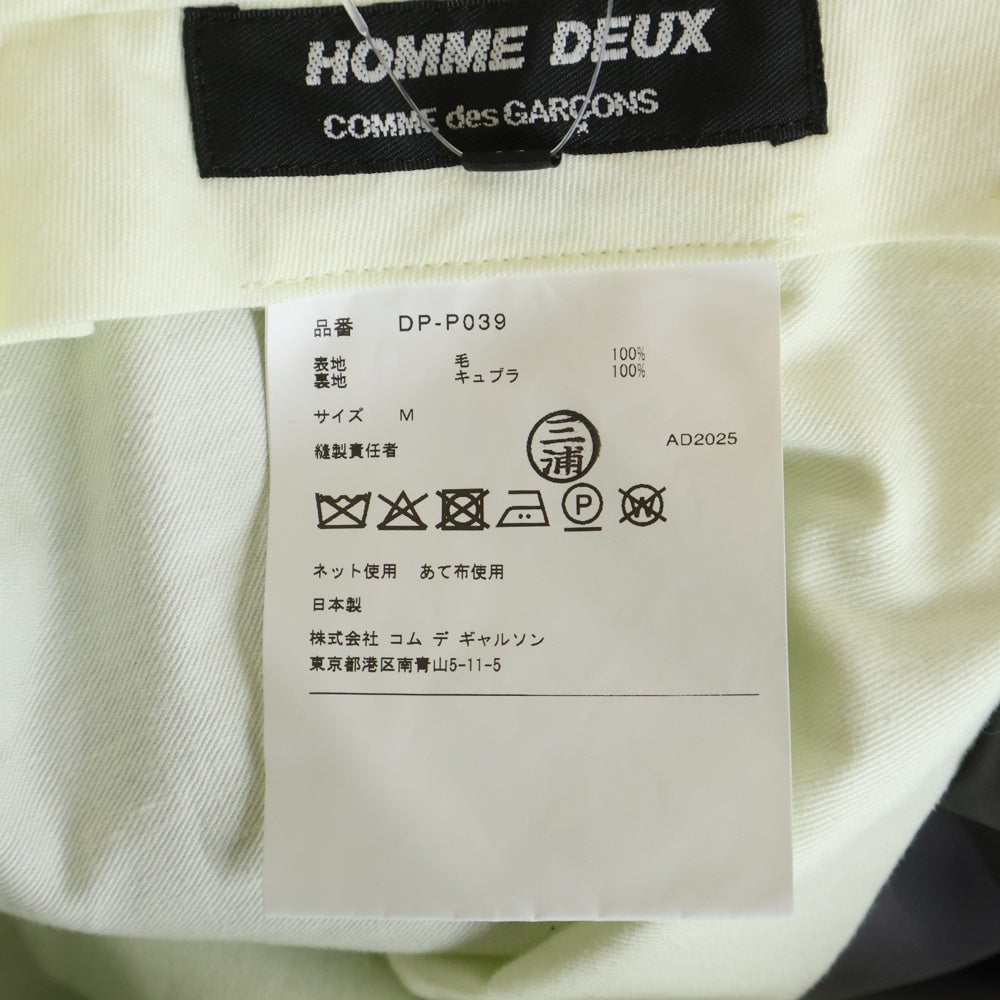 HOMME DEUX
COMME des GARÇONS
品番 DP-P039
表地 毛 100%
裏地 キュプラ 100%
サイズ M
縫製責任者 三浦 AD2025
P W
ネット使用 あて布使用
日本製
株式会社 コム デ ギャルソン
東京都港区南青山5-11-5